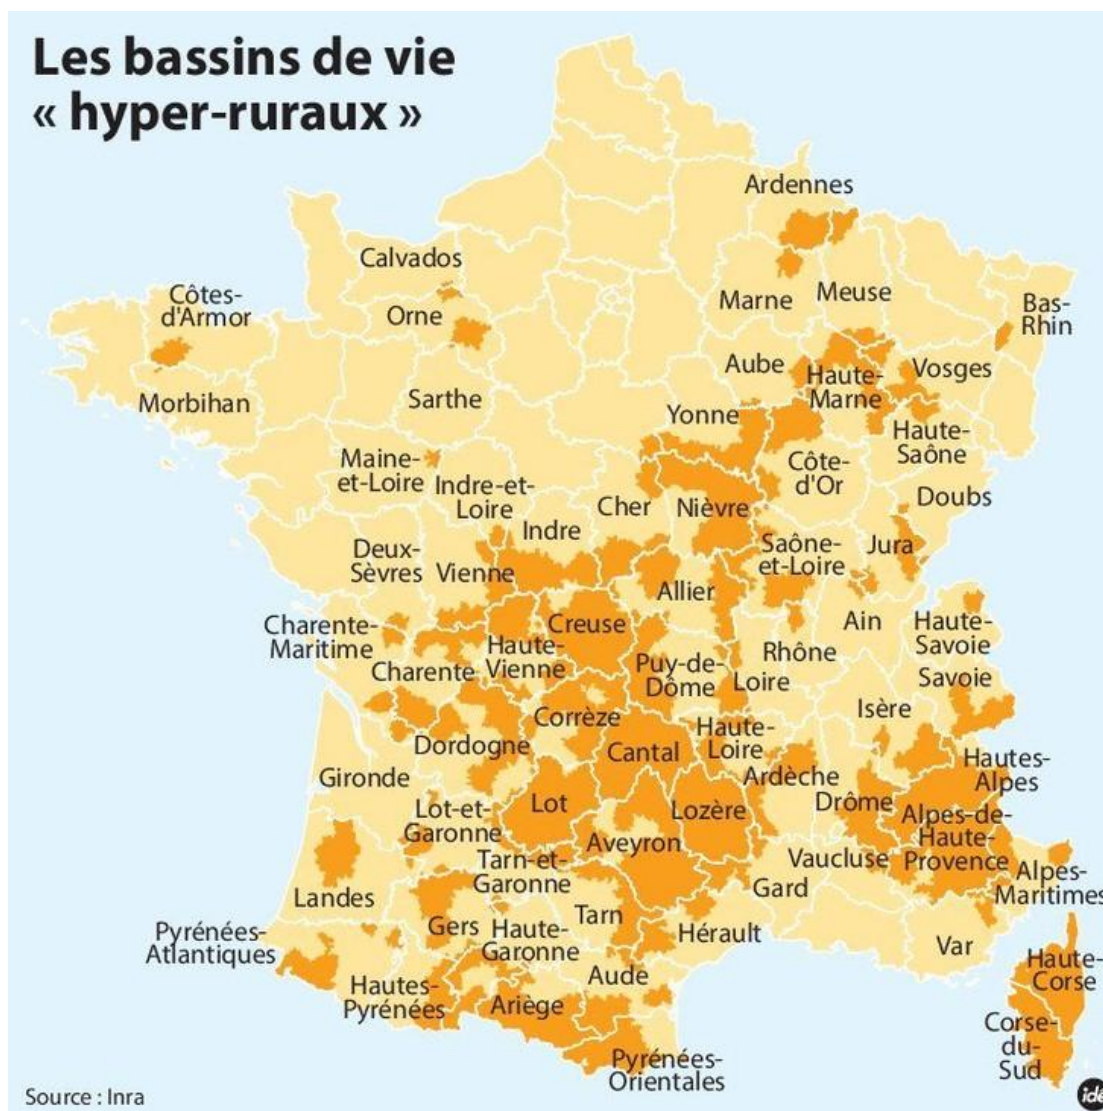 Les bassins de vie
« hyper-ruraux »
Ardennes
Calvados
Côtes-
d'Armor
Orne
Marne
Meuse
Bas-
Rhin
Morbihan
Sarthe
Aube
Haute-
Marne
Vosges
Yonne
Haute-
Saône
Maine-
et-Loire
Indre-et-
Loire
Indre
Cher
Nièvre
Côte-
d'Or
Doubs
Deux-
Sèvres
Vienne
Allier
Saône-
et-Loire
Jura
Charente-
Maritime
Charente
Haute-
Vienne
Creuse
Puy-de-
Dôme
Loire
Rhône
Ain
Haute-
Savoie
Savoie
Isère
Corrèze
Dordogne
Cantal
Haute-
Loire
Ardèche
Hautes-
Alpes
Gironde
Lot-et-
Garonne
Lot
Lozère
Drôme
Alpes-de-
Haute-
Provence
Aveyron
Tarn-et-
Garonne
Vaucluse
Alpes-
Maritimes
Landes
Gers
Haute-
Garonne
Tarn
Gard
Hérault
Var
Pyrénées-
Atlantiques
Hautes-
Pyrénées
Ariège
Aude
Pyrénées-
Orientales
Haute-
Corse
Corse-
du-
Sud
Source : Inra
idé